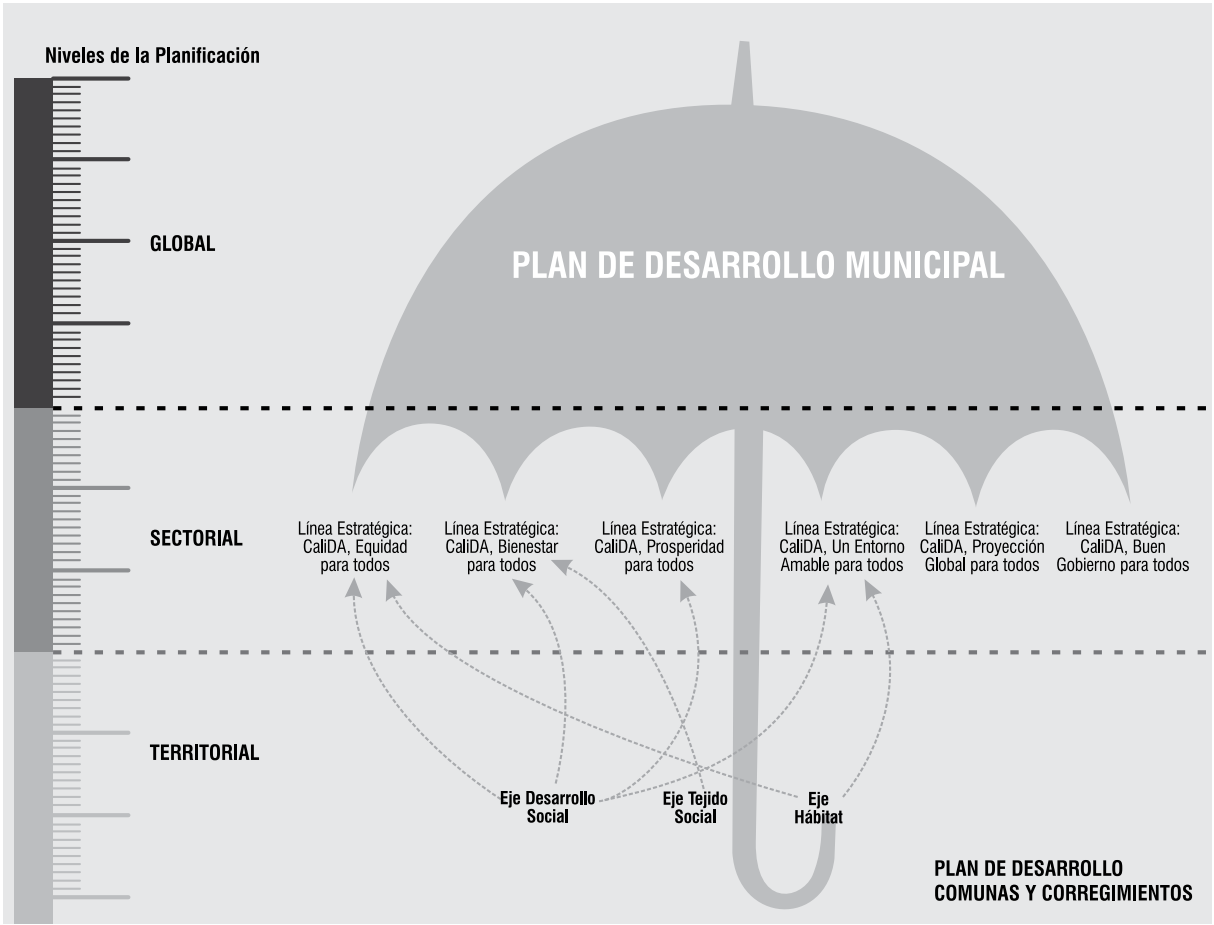 Niveles de la Planificación
GLOBAL
PLAN DE DESARROLLO MUNICIPAL
SECTORIAL
Línea Estratégica:
CaliDA, Equidad
para todos
Línea Estratégica:
CaliDA, Bienestar
para todos
Línea Estratégica:
CaliDA, Prosperidad
para todos
Línea Estratégica:
CaliDA, Un Entorno
Amable para todos
Línea Estratégica:
CaliDA, Proyección
Global para todos
Línea Estratégica:
CaliDA, Buen
Gobierno para todos
TERRITORIAL
Eje Desarrollo
Social
Eje Tejido
Social
Eje
Hábitat
PLAN DE DESARROLLO
COMUNAS Y CORREGIMIENTOS